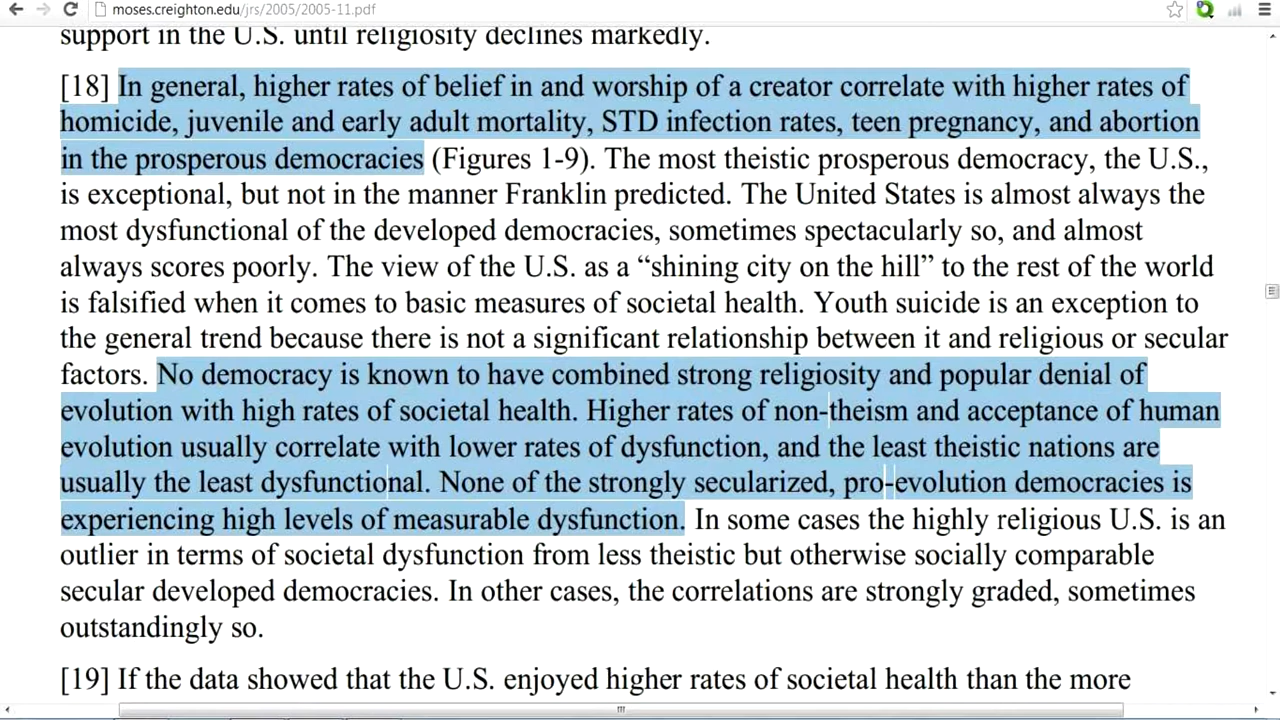 moses.creighton.edu/jrs/2005/2005-11.pdf
support in the U.S. until religiosity declines markedly.
[18] In general, higher rates of belief in and worship of a creator correlate with higher rates of
homicide, juvenile and early adult mortality, STD infection rates, teen pregnancy, and abortion
in the prosperous democracies (Figures 1-9). The most theistic prosperous democracy, the U.S.,
is exceptional, but not in the manner Franklin predicted. The United States is almost always the
most dysfunctional of the developed democracies, sometimes spectacularly so, and almost
always scores poorly. The view of the U.S. as a “shining city on the hill” to the rest of the world
is falsified when it comes to basic measures of societal health. Youth suicide is an exception to
the general trend because there is not a significant relationship between it and religious or secular
factors. No democracy is known to have combined strong religiosity and popular denial of
evolution with high rates of societal health. Higher rates of non-theism and acceptance of human
evolution usually correlate with lower rates of dysfunction, and the least theistic nations are
usually the least dysfunctional. None of the strongly secularized, pro-evolution democracies is
experiencing high levels of measurable dysfunction. In some cases the highly religious U.S. is an
outlier in terms of societal dysfunction from less theistic but otherwise socially comparable
secular developed democracies. In other cases, the correlations are strongly graded, sometimes
outstandingly so.
[19] If the data showed that the U.S. enjoyed higher rates of societal health than the more